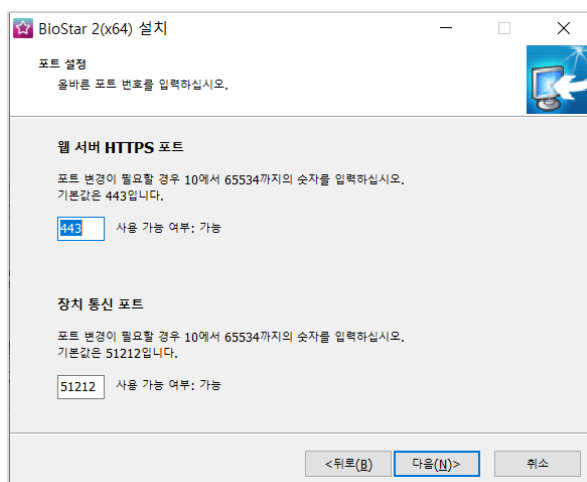 BioStar 2(x64) 설치
포트 설정
올바른 포트 번호를 입력하십시오.
웹 서버 HTTPS 포트
포트 변경이 필요할 경우 10에서 65534까지의 숫자를 입력하십시오.
기본값은 443입니다.
443 사용 가능 여부: 가능
장치 통신 포트
포트 변경이 필요할 경우 10에서 65534까지의 숫자를 입력하십시오.
기본값은 51212입니다.
51212 사용 가능 여부: 가능
<뒤로(B) 다음(N)> 취소